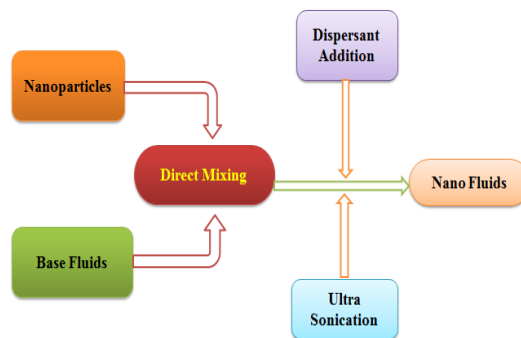 Dispersant
Addition
Nanoparticles
Direct Mixing
Nano Fluids
Base Fluids
Ultra
Sonication